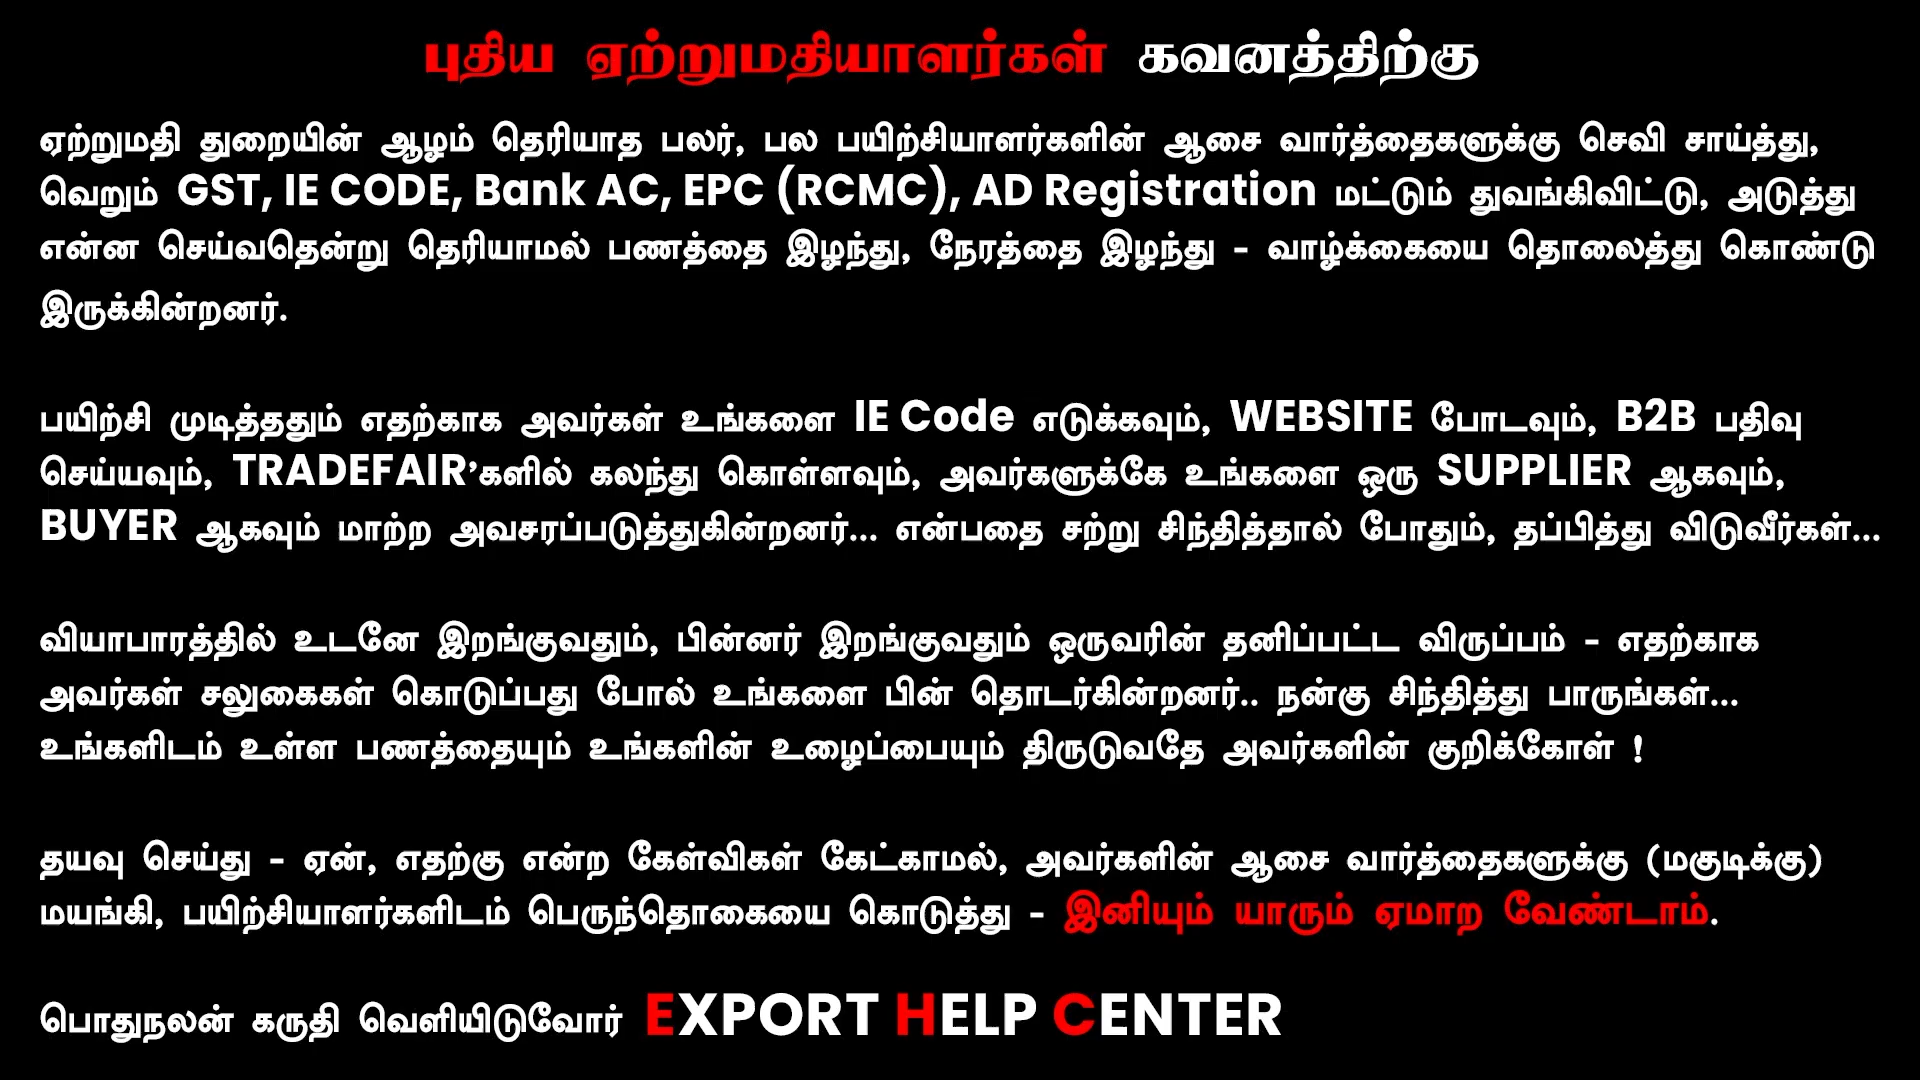 புதிய ஏற்றுமதியாளர்கள் கவனத்திற்கு
ஏற்றுமதி துறையின் ஆழம் தெரியாத பலர், பல பயிற்சியாளர்களின் ஆசை வார்த்தைகளுக்கு செவி சாய்த்து,
வெறும் GST, IE CODE, Bank AC, EPC (RCMC), AD Registration மட்டும் துவங்கிவிட்டு, அடுத்து
என்ன செய்வதென்று தெரியாமல் பணத்தை இழந்து, நேரத்தை இழந்து - வாழ்க்கையை தொலைத்து கொண்டு
இருக்கின்றனர்.
பயிற்சி முடித்ததும் எதற்காக அவர்கள் உங்களை IE Code எடுக்கவும், WEBSITE போடவும், B2B பதிவு
செய்யவும், TRADEFAIR’களில் கலந்து கொள்ளவும், அவர்களுக்கே உங்களை ஒரு SUPPLIER ஆகவும்,
BUYER ஆகவும் மாற்ற அவசரப்படுத்துகின்றனர்... என்பதை சற்று சிந்தித்தால் போதும், தப்பித்து விடுவீர்கள்...
வியாபாரத்தில் உடனே இறங்குவதும், பின்னர் இறங்குவதும் ஒருவரின் தனிப்பட்ட விருப்பம் - எதற்காக
அவர்கள் சலுகைகள் கொடுப்பது போல் உங்களை பின் தொடர்கின்றனர்.. நன்கு சிந்தித்து பாருங்கள்...
உங்களிடம் உள்ள பணத்தையும் உங்களின் உழைப்பையும் திருடுவதே அவர்களின் குறிக்கோள் !
தயவு செய்து - ஏன், எதற்கு என்ற கேள்விகள் கேட்காமல், அவர்களின் ஆசை வார்த்தைகளுக்கு (மகுடிக்கு)
மயங்கி, பயிற்சியாளர்களிடம் பெருந்தொகையை கொடுத்து - இனியும் யாரும் ஏமாற வேண்டாம்.
பொதுநலன் கருதி வெளியிடுவோர் EXPORT HELP CENTER